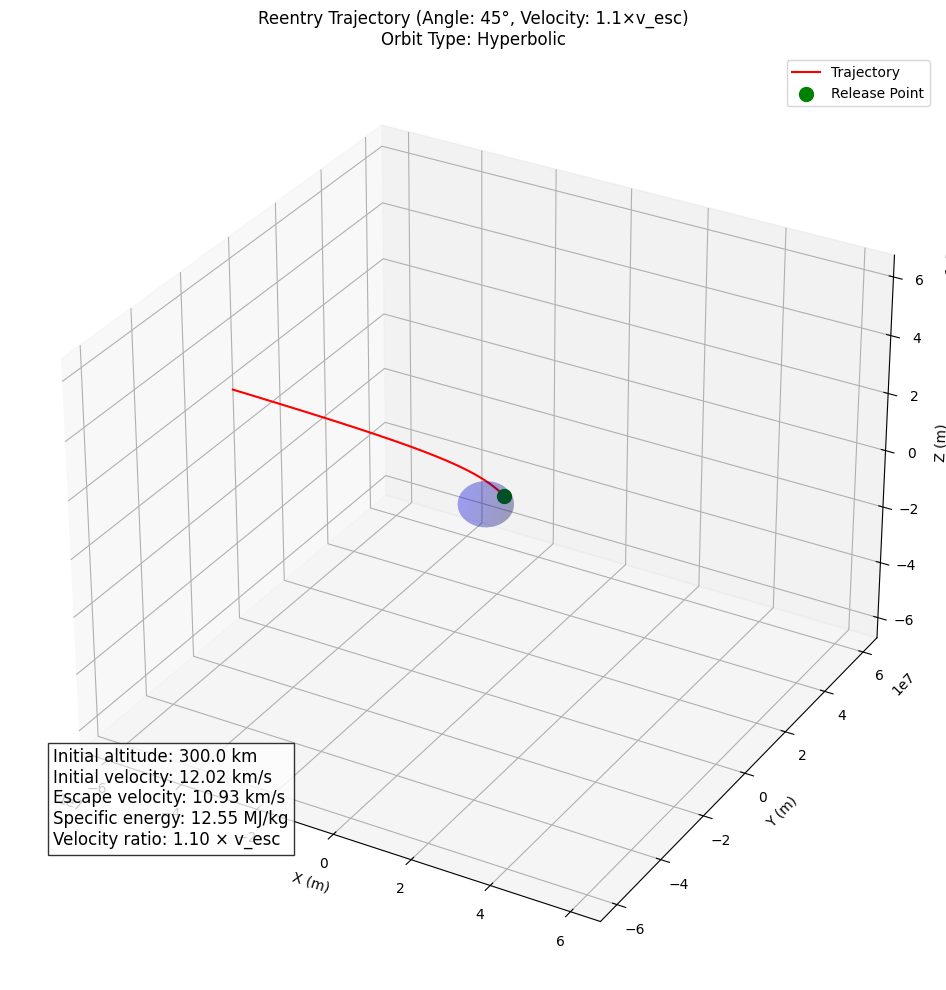 Reentry Trajectory (Angle: 45°, Velocity: 1.1×v_esc)
Orbit Type: Hyperbolic
Trajectory
Release Point
6
4
2
0
−2
−4
−6
Z (m)
6
4
2
0
−2
−4
−6
1e7
Y (m)
−6
0
2
4
6
X (m)
Initial altitude: 300.0 km
Initial velocity: 12.02 km/s
Escape velocity: 10.93 km/s
Specific energy: 12.55 MJ/kg
Velocity ratio: 1.10 × v_esc